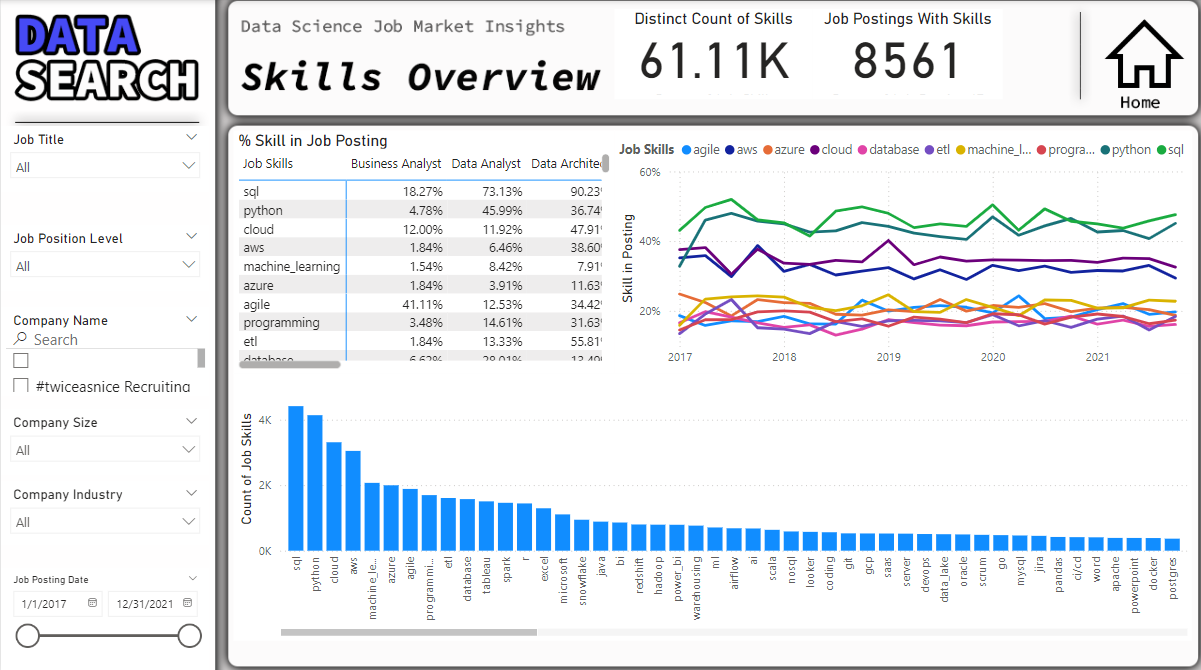 DATA
SEARCH
Data Science Job Market Insights
Skills Overview
Distinct Count of Skills
61.11K
Job Postings With Skills
8561
Home
Job Title
All
Job Position Level
All
Company Name
Search
#twiceasnice Recruiting
Company Size
All
Company Industry
All
Job Posting Date
1/1/2017
12/31/2021
% Skill in Job Posting
Job Skills Business Analyst Data Analyst Data Archite
sql 18.27% 73.13% 90.23
python 4.78% 45.99% 36.74
cloud 12.00% 11.92% 47.91
aws 1.84% 6.46% 38.60
machine_learning 1.54% 8.42% 7.91
azure 1.84% 3.91% 11.63
agile 41.11% 12.53% 34.42
programming 3.48% 14.61% 31.63
etl 1.84% 13.33% 55.81
database 6.62% 28.01% 13.49
Job Skills agile aws azure cloud database etl machine_l... progra... python sql
Skill in Posting
60%
40%
20%
2017 2018 2019 2020 2021
Count of Job Skills
4K
2K
0K
sql
python
cloud
aws
machine_le...
azure
agile
programmi...
etl
database
tableau
spark
r
excel
microsoft
snowflake
java
bi
redshift
hadoop
power_bi
warehousing
ml
airflow
ai
scala
nosql
looker
coding
git
gcp
saas
server
devops
data_lake
oracle
scrum
go
mysql
jira
pandas
ci/cd
word
apache
powerpoint
docker
postgres